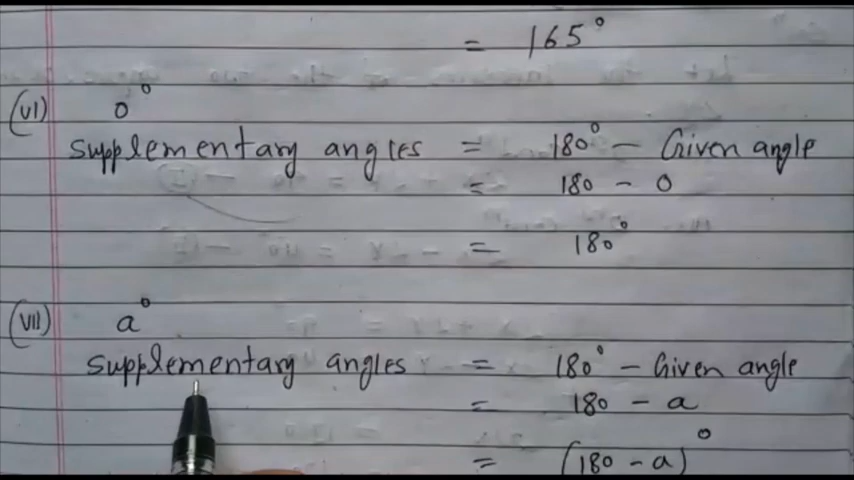 = 165°
(VI) 0°
Supplementary angles = 180° - Given angle
= 180 - 0
= 180°
(VII) a°
Supplementary angles = 180° - Given angle
= 180 - a
= (180 - a)°